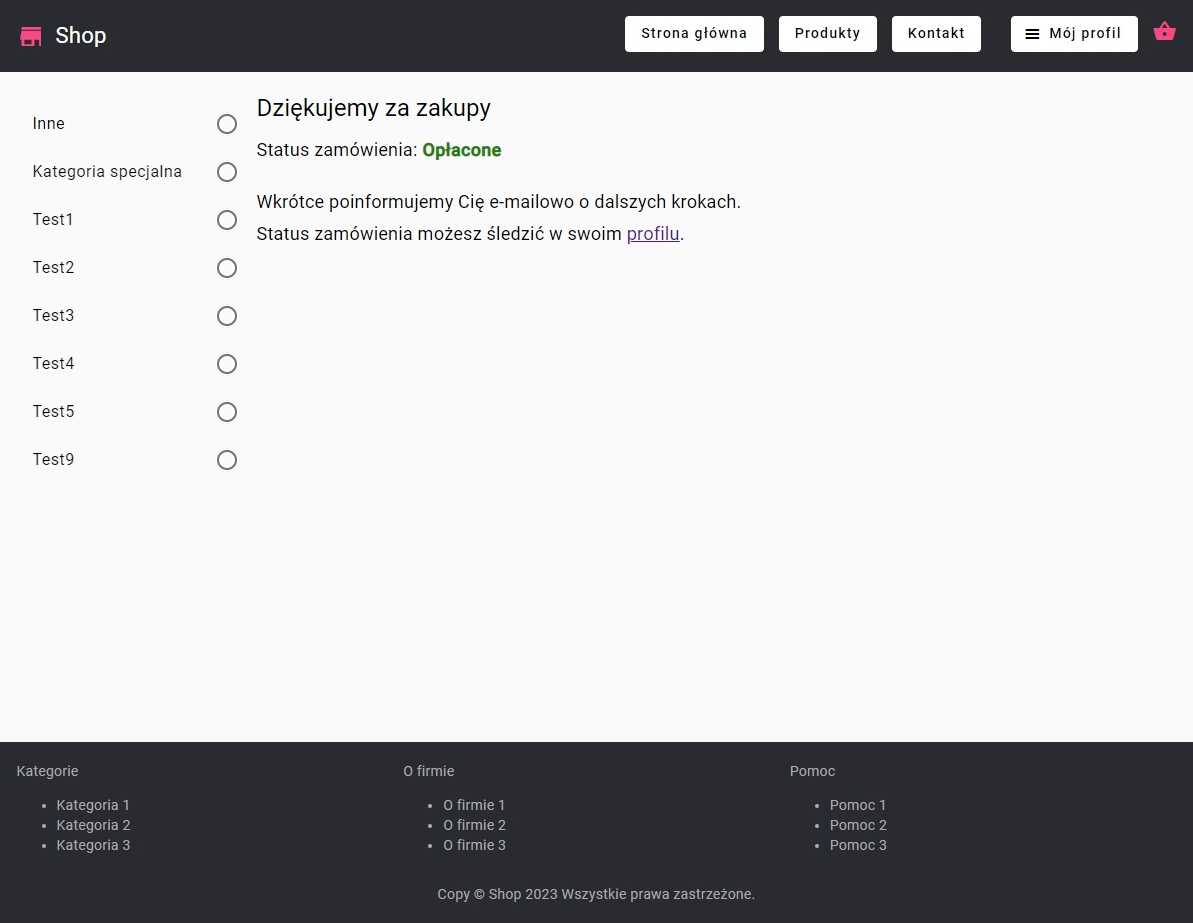 Shop
Strona główna
Produkty
Kontakt
Mój profil
Inne
Kategoria specjalna
Test1
Test2
Test3
Test4
Test5
Test9
Dziękujemy za zakupy
Status zamówienia: Opłacone
Wkrótce poinformujemy Cię e-mailowo o dalszych krokach.
Status zamówienia możesz śledzić w swoim profilu.
Kategorie
Kategoria 1
Kategoria 2
Kategoria 3
O firmie
O firmie 1
O firmie 2
O firmie 3
Pomoc
Pomoc 1
Pomoc 2
Pomoc 3
Copy © Shop 2023 Wszystkie prawa zastrzeżone.